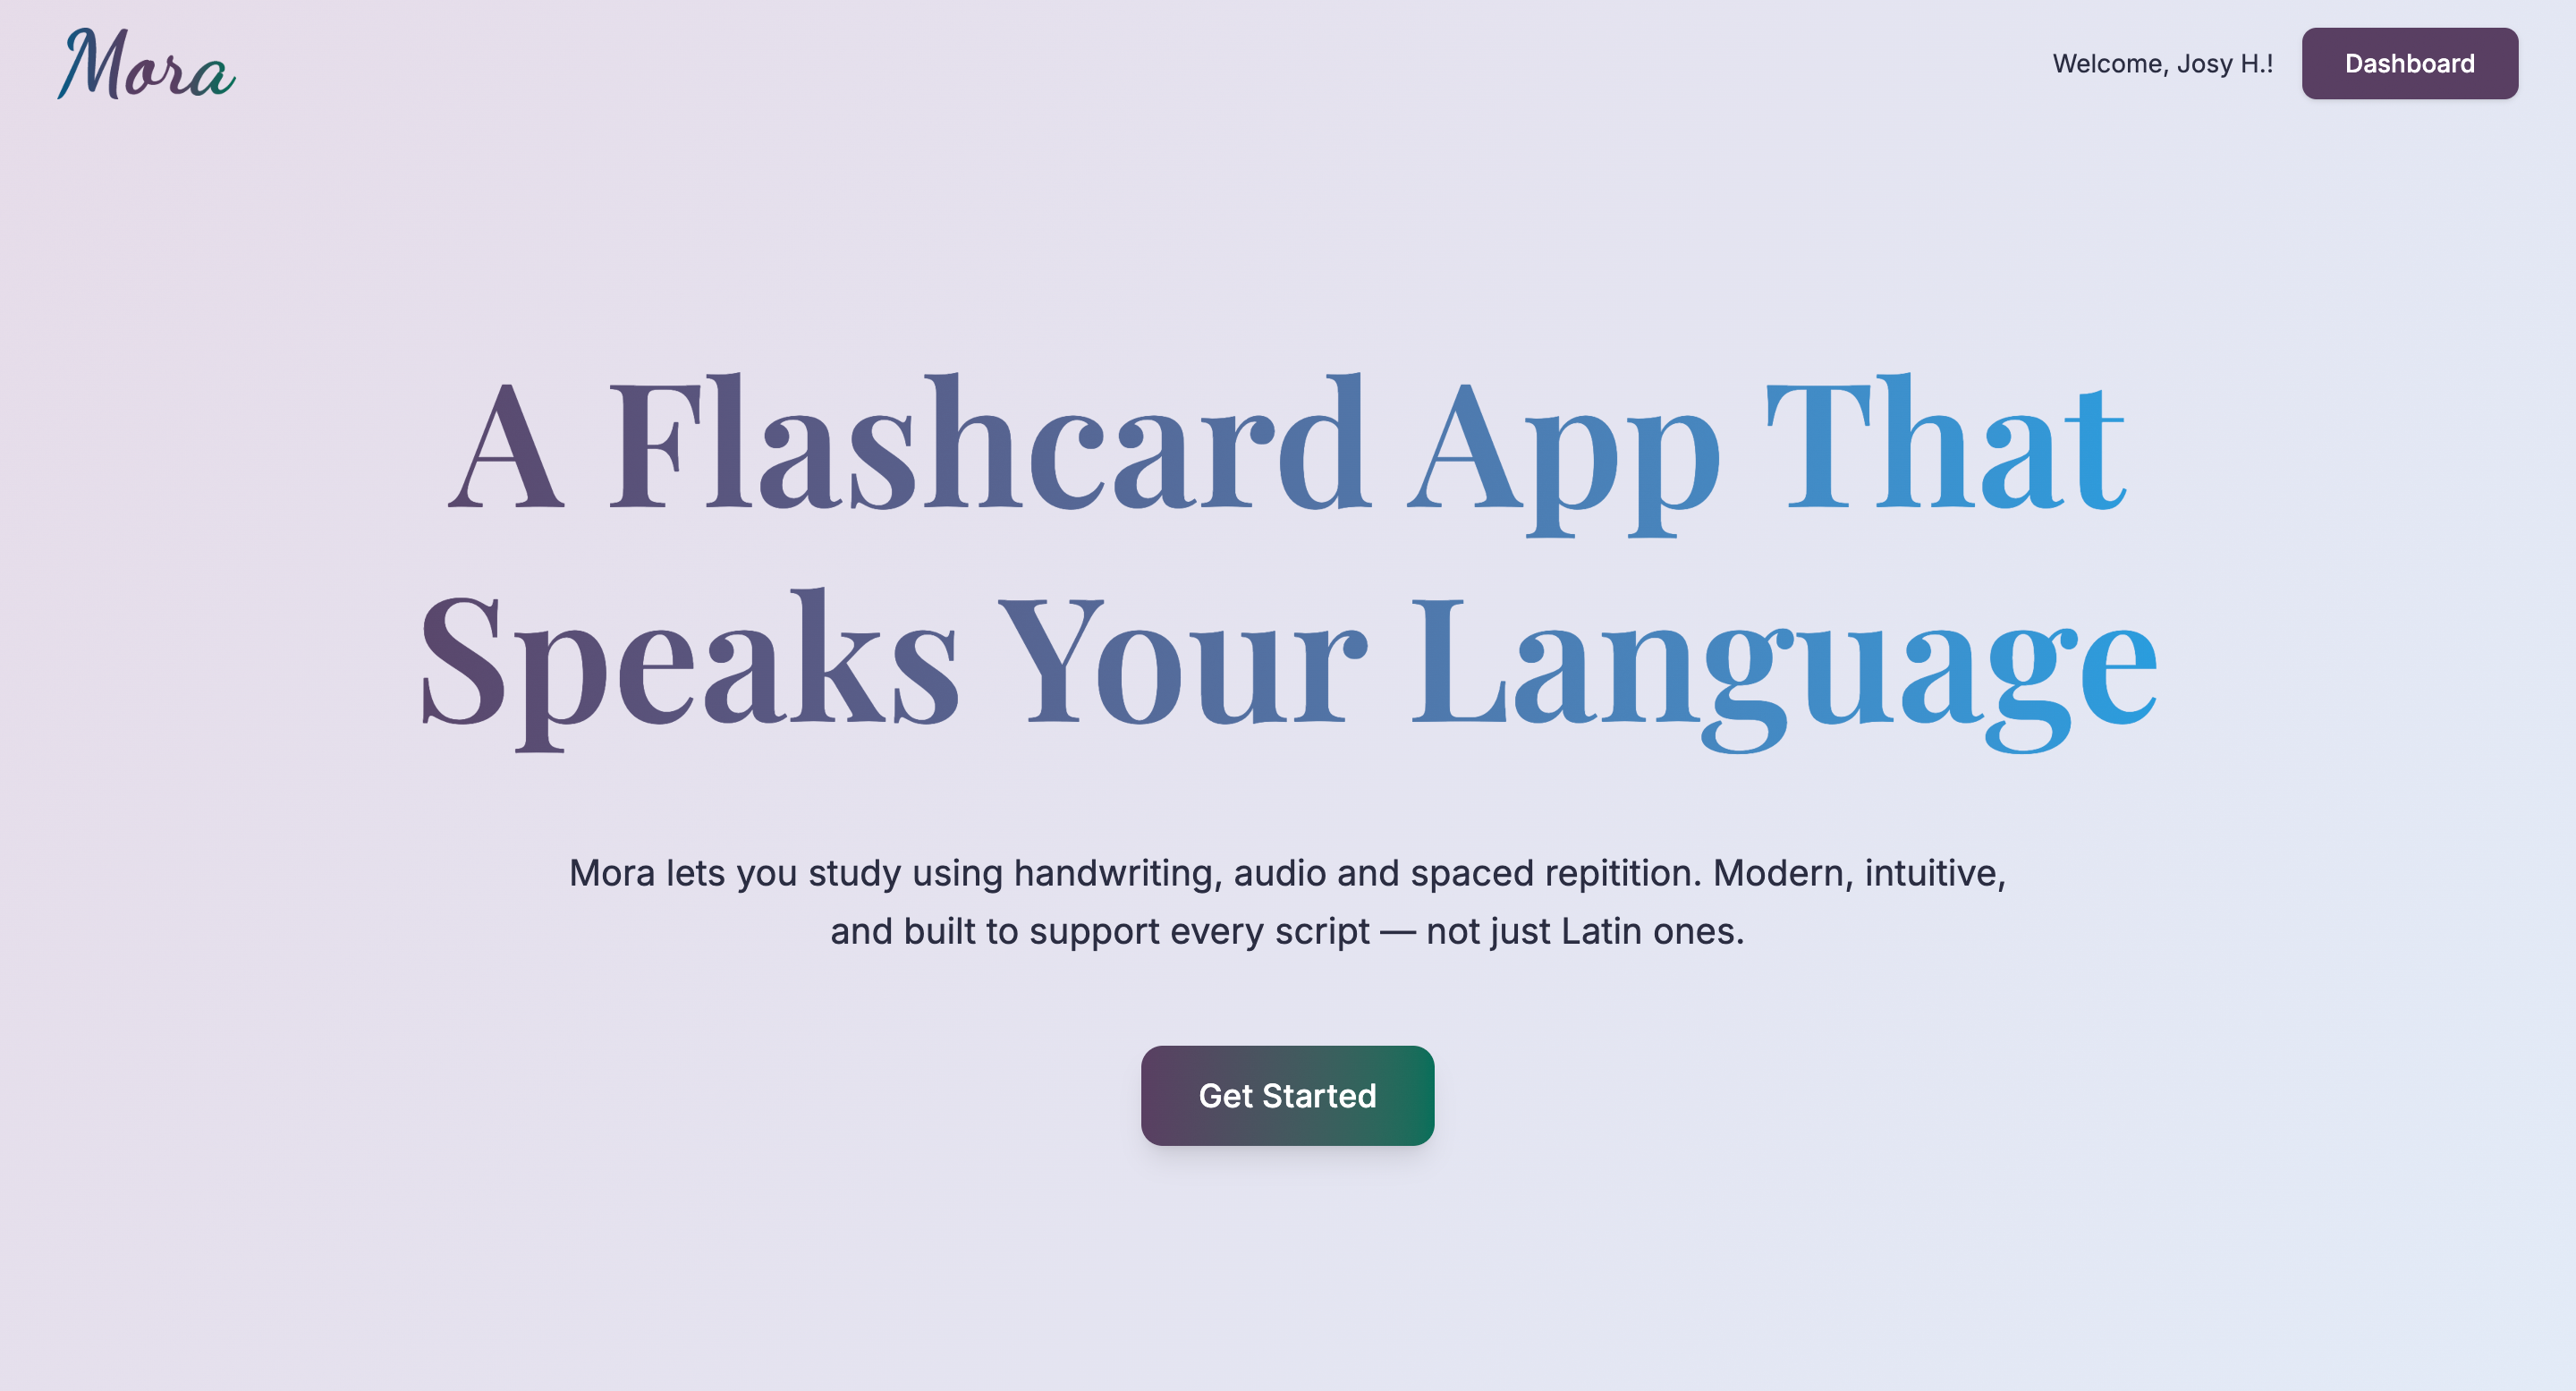 Mora
Welcome, Josy H.!
Dashboard
A Flashcard App That
Speaks Your Language
Mora lets you study using handwriting, audio and spaced repitition. Modern, intuitive,
and built to support every script — not just Latin ones.
Get Started